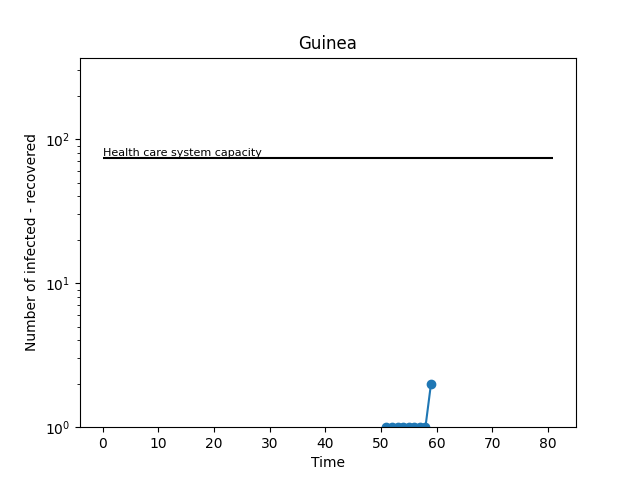 Guinea
Number of infected - recovered
10²
10¹
10⁰
Health care system capacity
0 10 20 30 40 50 60 70 80
Time